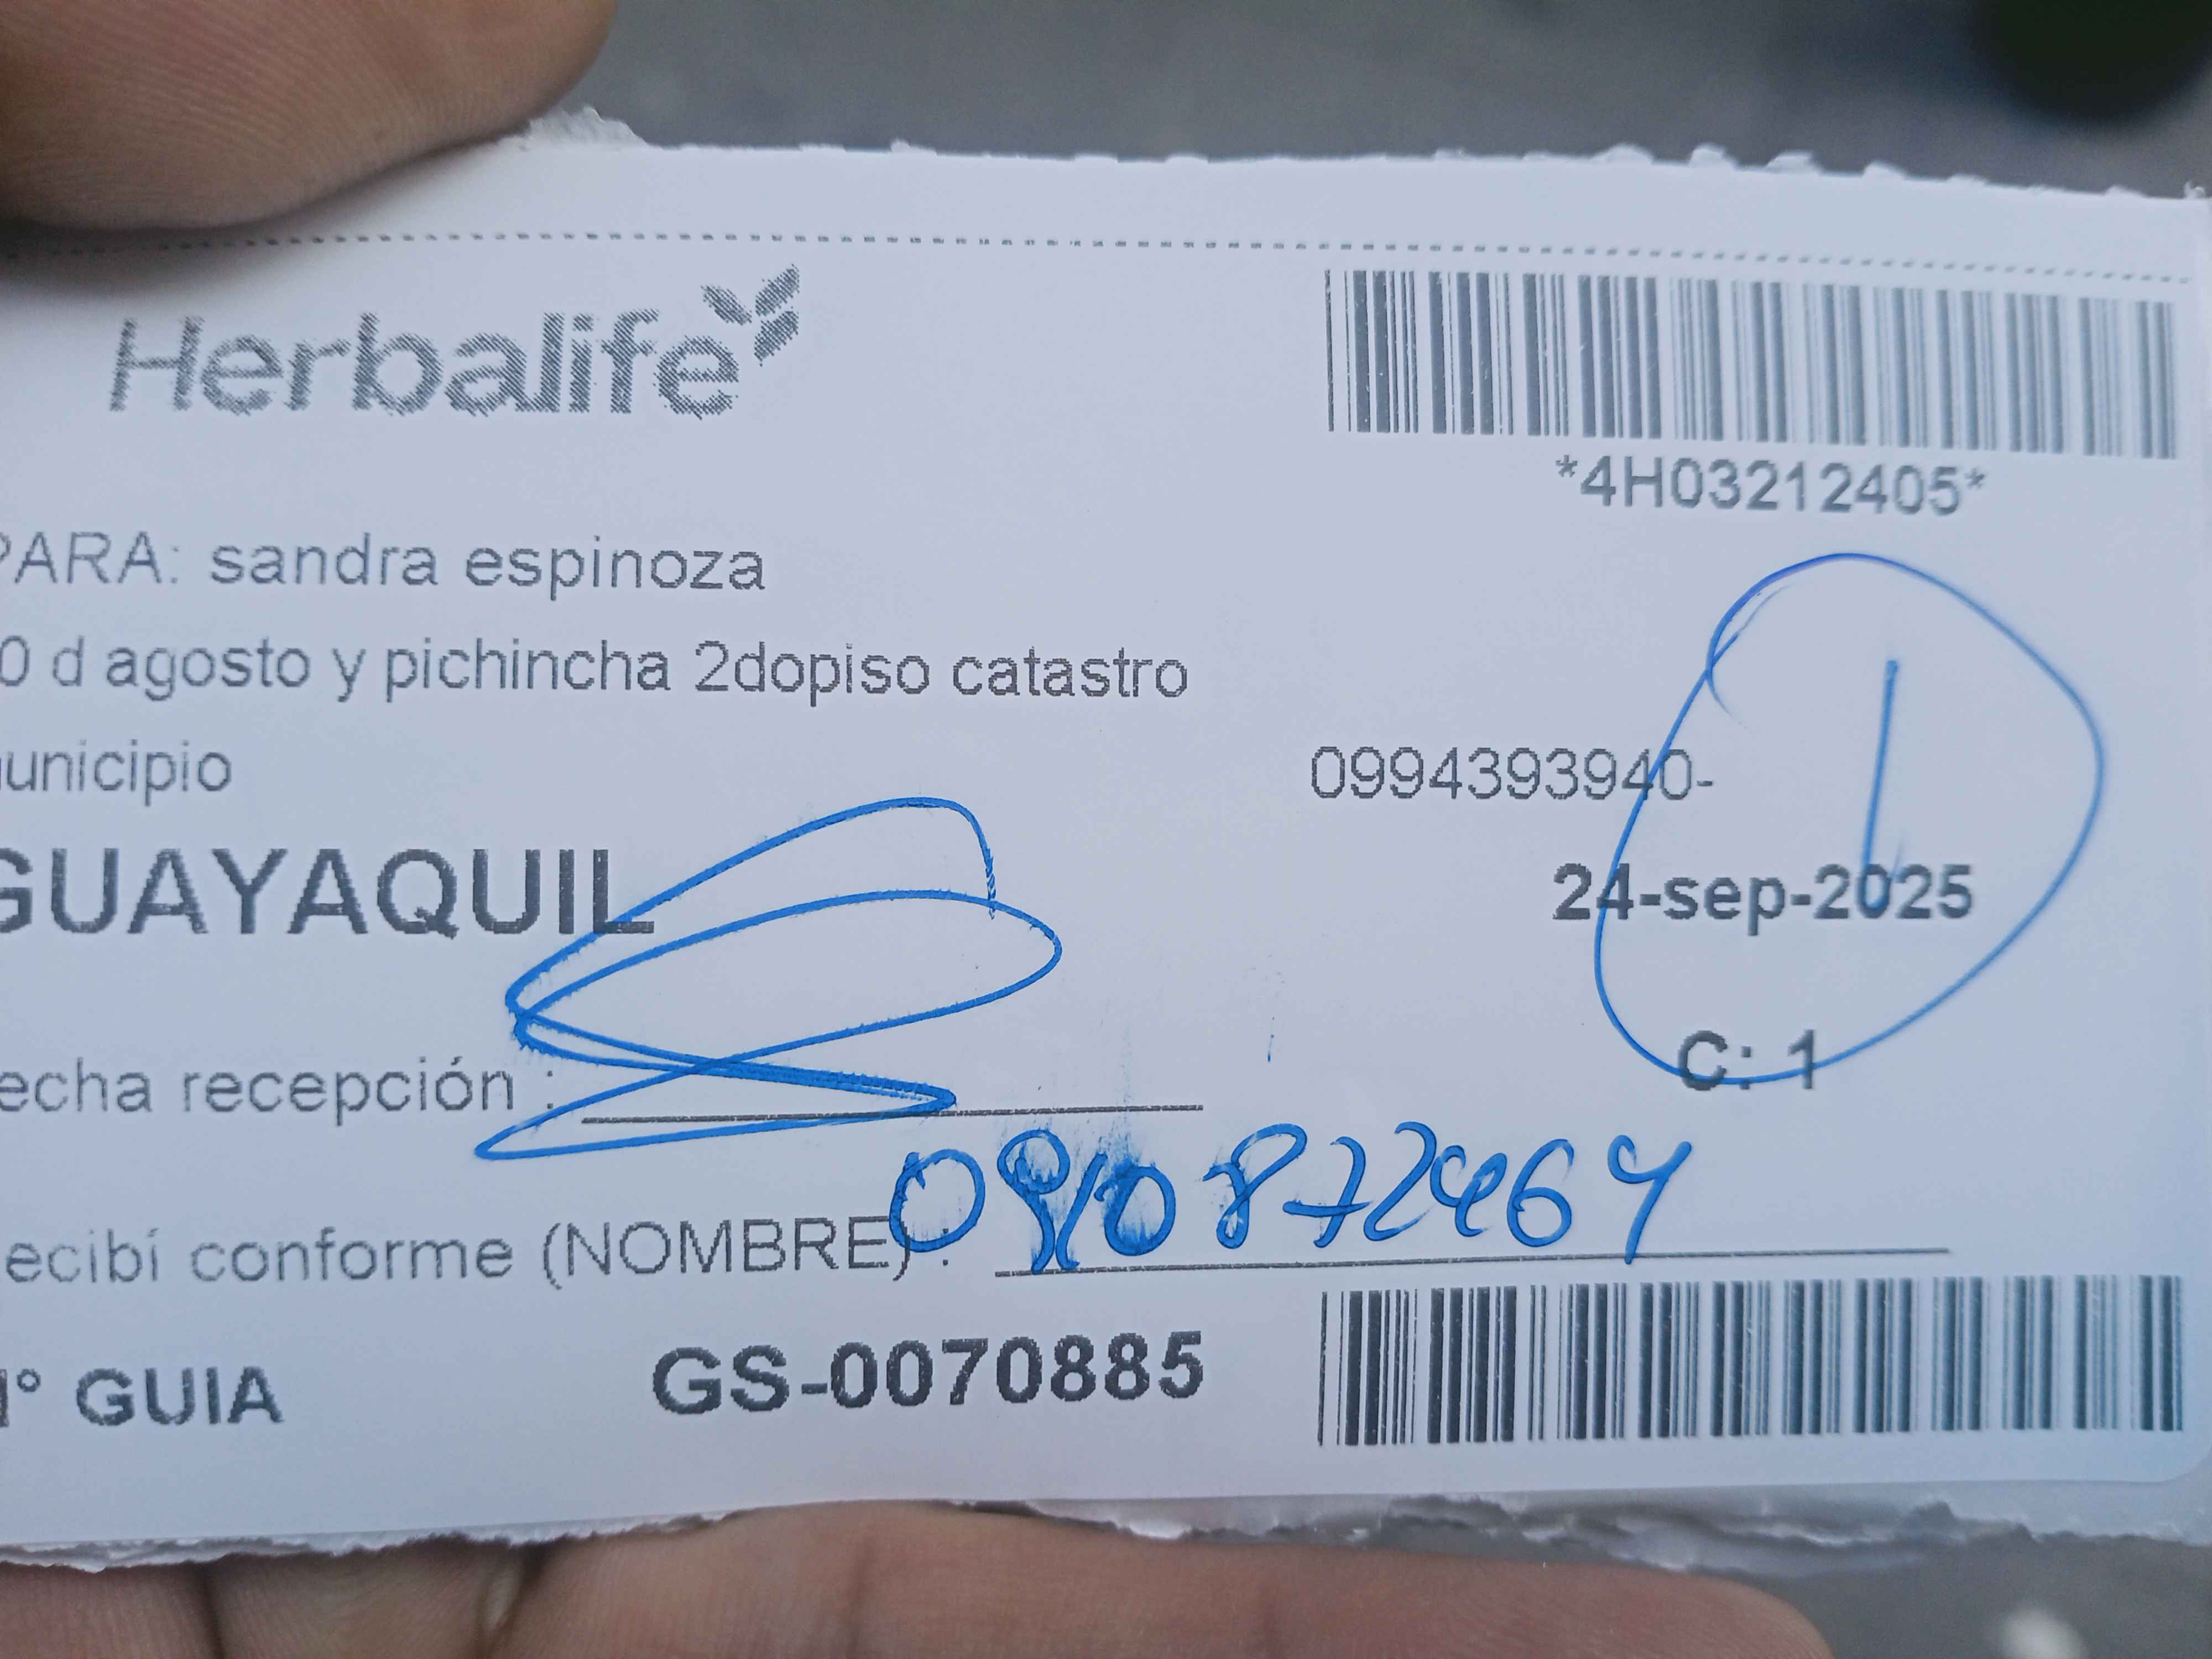 Herbalife
*4H03212405*
PARA: sandra espinoza
0 d agosto y pichincha 2dopiso catastro
unicipio
0994393940-
GUAYAQUIL
24-sep-2025
1
C: 1
echa recepción :
ecibí conforme (NOMBRE) :
N° GUIA GS-0070885